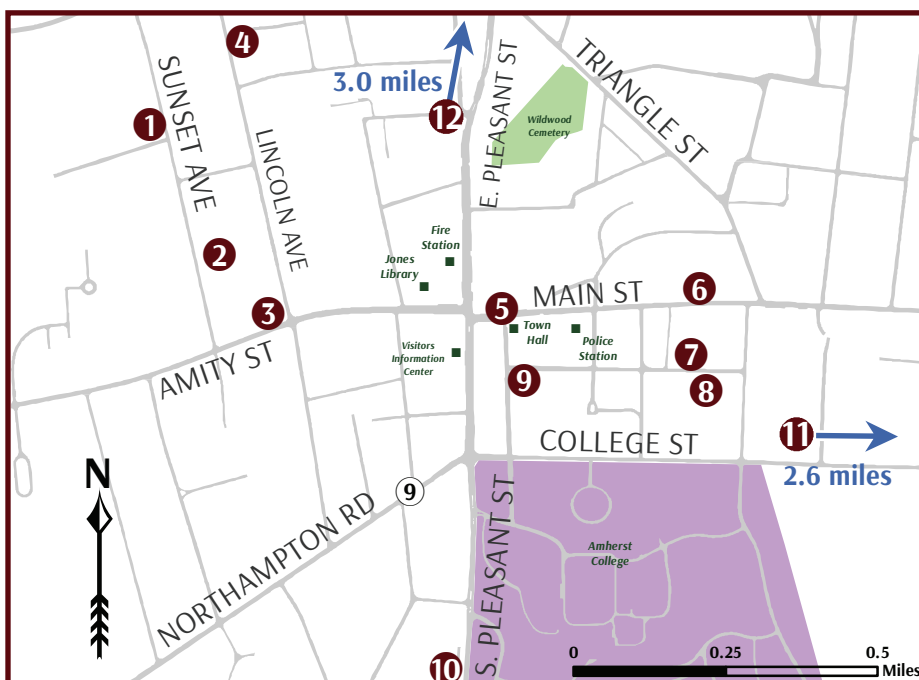 4
SUNSET AVE
3.0 miles
E. PLEASANT ST
TRIANGLE ST
1
12
Wildwood
Cemetery
LINCOLN AVE
2
Fire
Station
Jones
Library
3
MAIN ST
6
5
Town
Hall
Police
Station
AMITY ST
Visitors
Information
Center
7
9
8
COLLEGE ST
11
2.6 miles
N
9
NORTHAMPTON RD
S. PLEASANT ST
Amherst
College
10
0 0.25 0.5
Miles